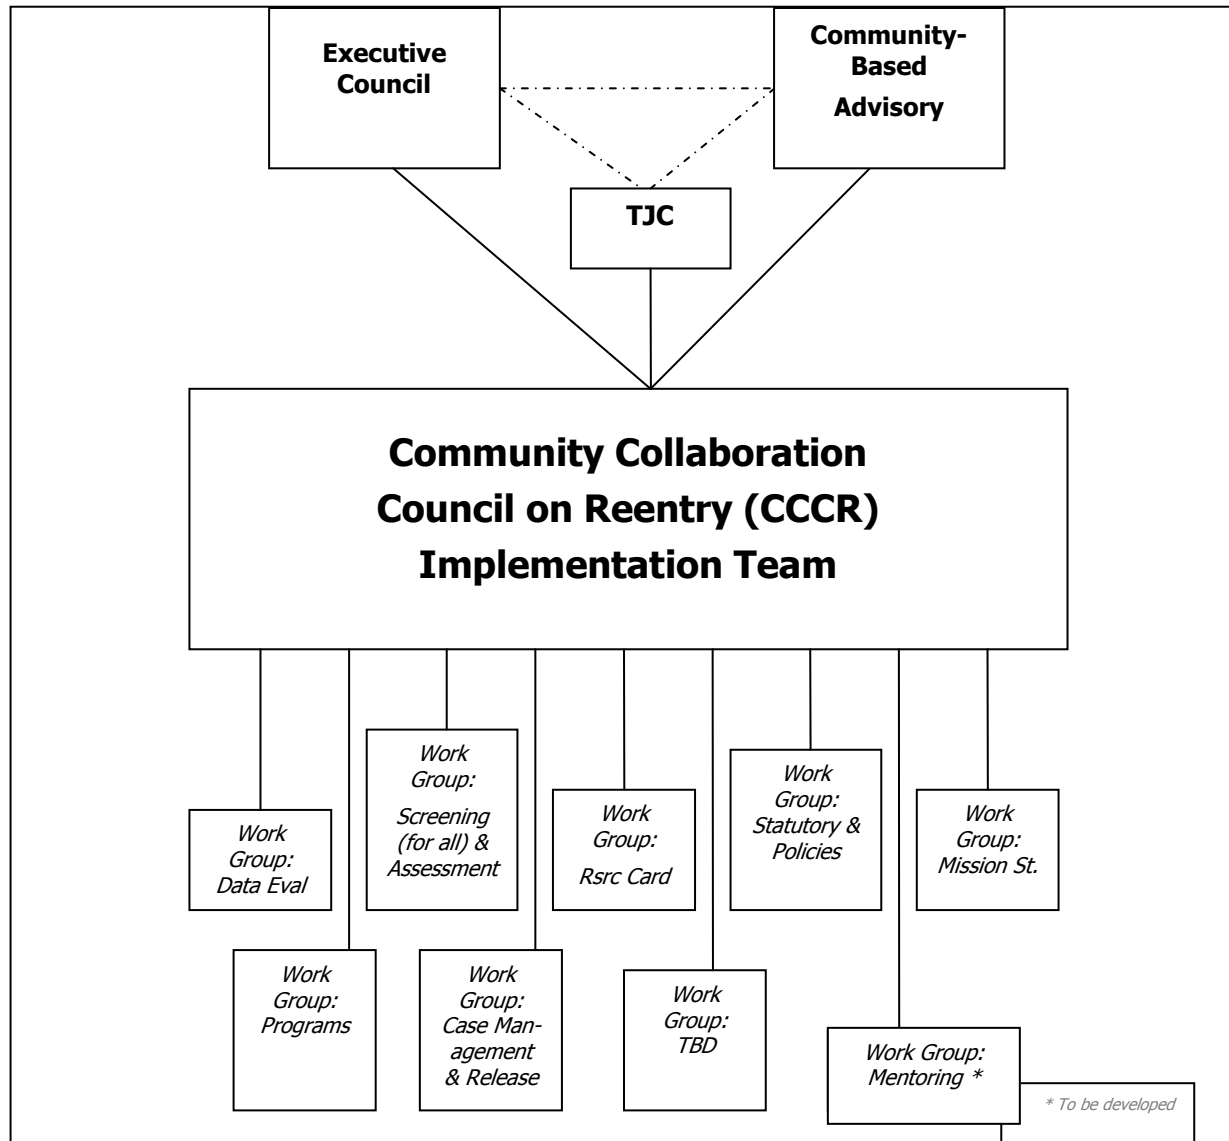 Executive
Council
Community-
Based
Advisory
TJC
Community Collaboration
Council on Reentry (CCCR)
Implementation Team
Work
Group:
Data Eval
Work
Group:
Programs
Work
Group:
Screening
(for all) &
Assessment
Work
Group:
Case Man-
agement
& Release
Work
Group:
Rsrc Card
Work
Group:
TBD
Work
Group:
Statutory &
Policies
Work Group:
Mentoring *
Work
Group:
Mission St.
* To be developed